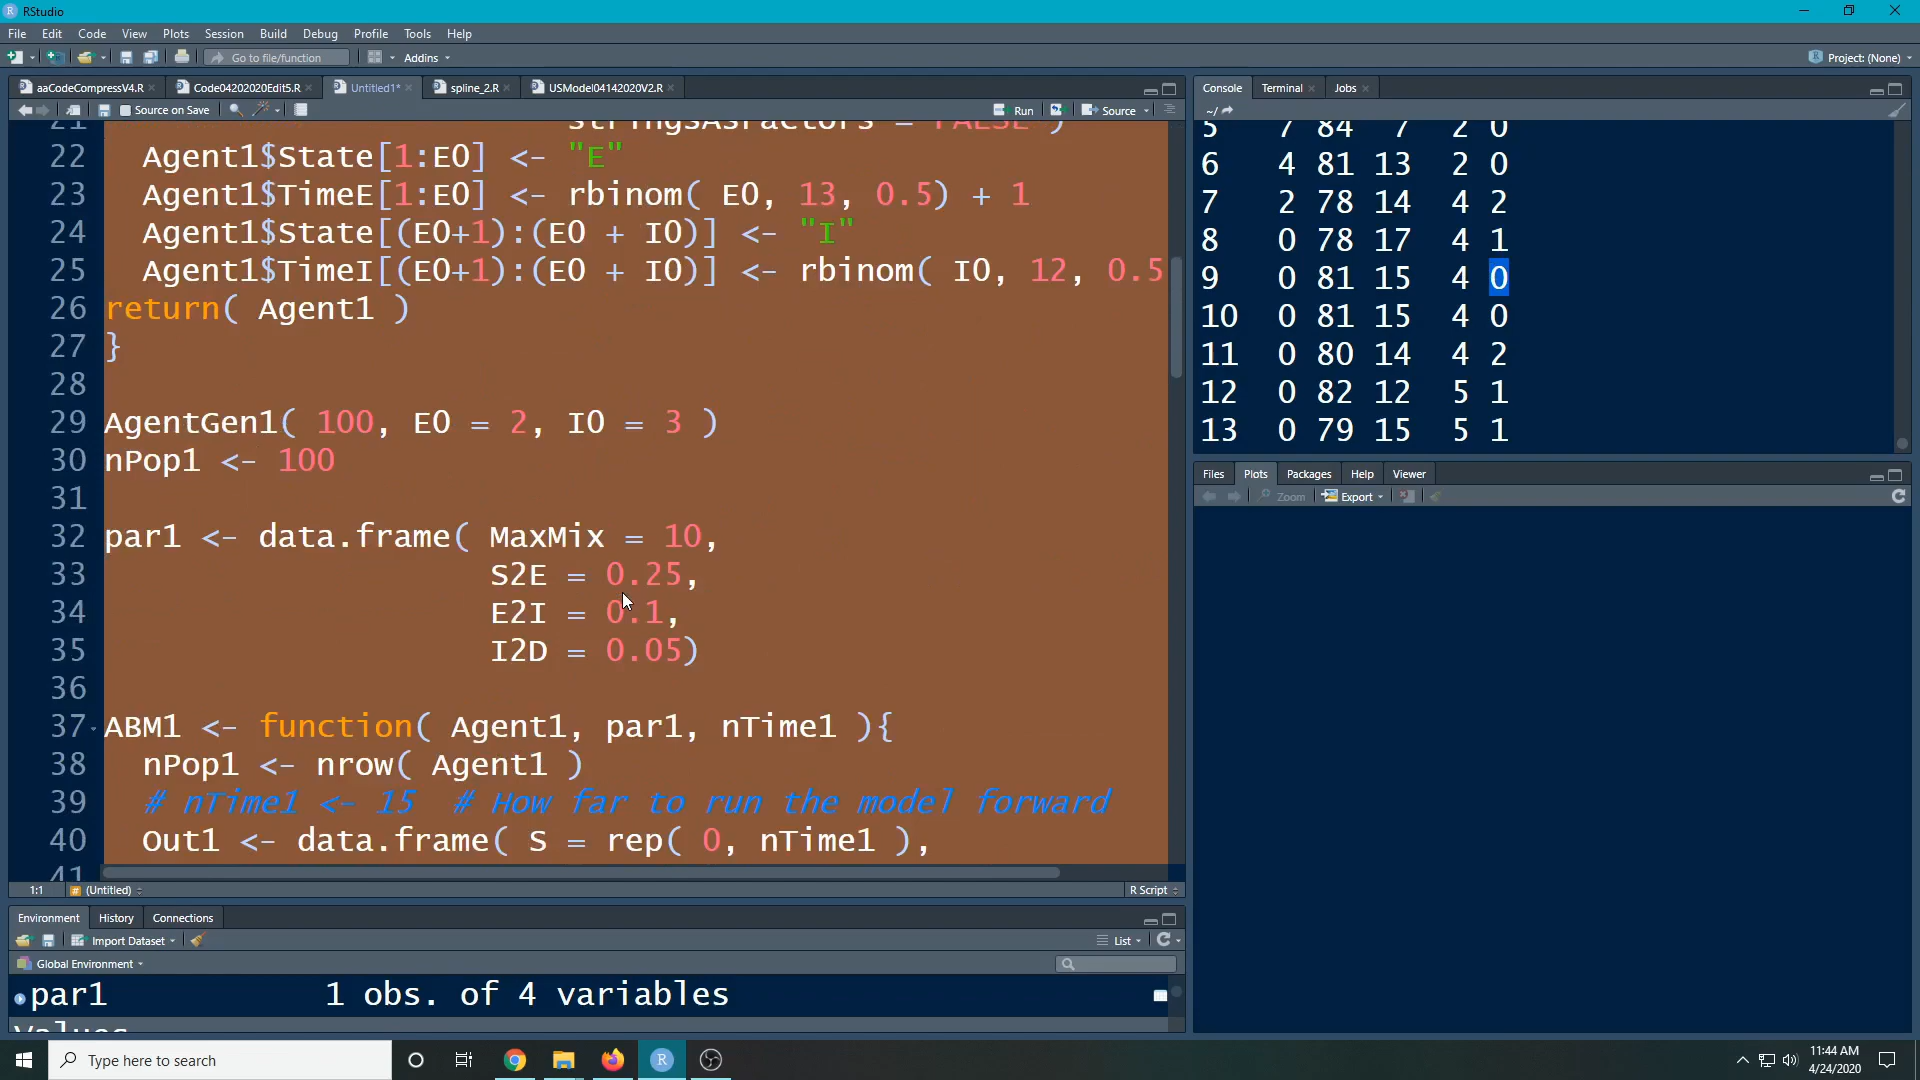 RStudio
File Edit Code View Plots Session Build Debug Profile Tools Help
Go to file/function Addins Project: (None)
aaCodeCompressV4.R Code04202020Edit5.R Untitled1* spline_2.R USModel04142020V2.R
Source on Save Run Source
21 stringsAsFactors = FALSE )
22 Agent1$State[1:E0] <- "E"
23 Agent1$TimeE[1:E0] <- rbinom( E0, 13, 0.5) + 1
24 Agent1$State[(E0+1):(E0 + I0)] <- "I"
25 Agent1$TimeI[(E0+1):(E0 + I0)] <- rbinom( I0, 12, 0.5
26 return( Agent1 )
27 }
28
29 AgentGen1( 100, E0 = 2, I0 = 3 )
30 nPop1 <- 100
31
32 par1 <- data.frame( MaxMix = 10,
33 S2E = 0.25,
34 E2I = 0.1,
35 I2D = 0.05)
36
37 ABM1 <- function( Agent1, par1, nTime1 ){
38 nPop1 <- nrow( Agent1 )
39 # nTime1 <- 15 # How far to run the model forward
40 Out1 <- data.frame( S = rep( 0, nTime1 ),
41
1:1 (Untitled) R Script
Environment History Connections
Import Dataset List
Global Environment
par1 1 obs. of 4 variables
Values
Console Terminal Jobs
~/
5 7 84 7 2 0
6 4 81 13 2 0
7 2 78 14 4 2
8 0 78 17 4 1
9 0 81 15 4 0
10 0 81 15 4 0
11 0 80 14 4 2
12 0 82 12 5 1
13 0 79 15 5 1
Files Plots Packages Help Viewer
Zoom Export
Type here to search
11:44 AM
4/24/2020